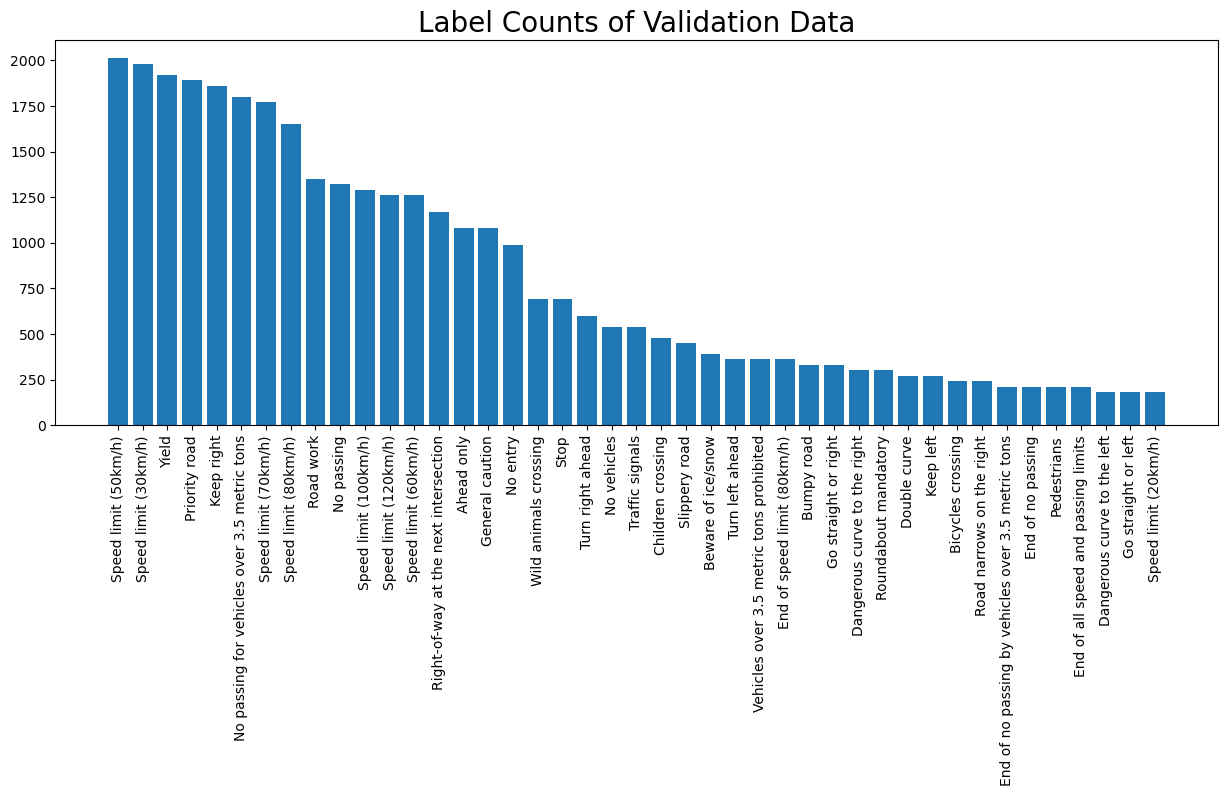 Label Counts of Validation Data
2000
1750
1500
1250
1000
750
500
250
0
Speed limit (50km/h)
Speed limit (30km/h)
Yield
Priority road
Keep right
No passing for vehicles over 3.5 metric tons
Speed limit (70km/h)
Speed limit (80km/h)
Road work
No passing
Speed limit (100km/h)
Speed limit (120km/h)
Speed limit (60km/h)
Right-of-way at the next intersection
Ahead only
General caution
No entry
Wild animals crossing
Stop
Turn right ahead
No vehicles
Traffic signals
Children crossing
Slippery road
Beware of ice/snow
Turn left ahead
Vehicles over 3.5 metric tons prohibited
End of speed limit (80km/h)
Bumpy road
Go straight or right
Dangerous curve to the right
Roundabout mandatory
Double curve
Keep left
Bicycles crossing
Road narrows on the right
End of no passing by vehicles over 3.5 metric tons
End of no passing
Pedestrians
End of all speed and passing limits
Dangerous curve to the left
Go straight or left
Speed limit (20km/h)